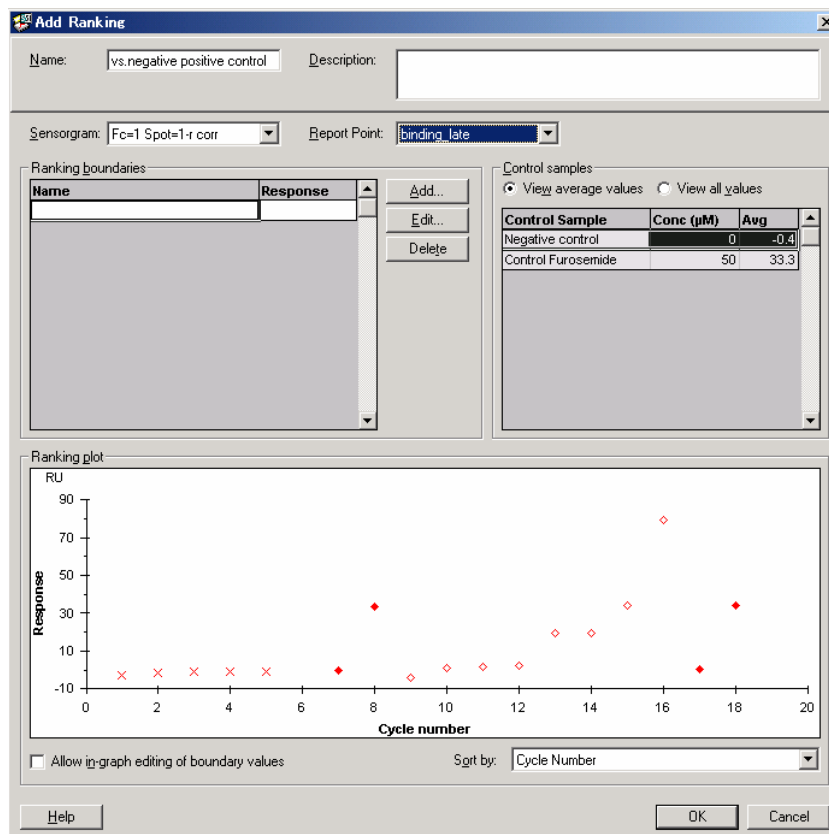 Add Ranking
Name: vs.negative positive control Description:
Sensorgram: Fc=1 Spot=1-r corr Report Point: binding_late
Ranking boundaries
Name Response
Add...
Edit...
Delete
Control samples
View average values View all values
Control Sample Conc (µM) Avg
Negative control 0 -0.4
Control Furosemide 50 33.3
Ranking plot
RU
90
70
50
30
10
-10
Response
0 2 4 6 8 10 12 14 16 18 20
Cycle number
Allow in-graph editing of boundary values Sort by: Cycle Number
Help OK Cancel